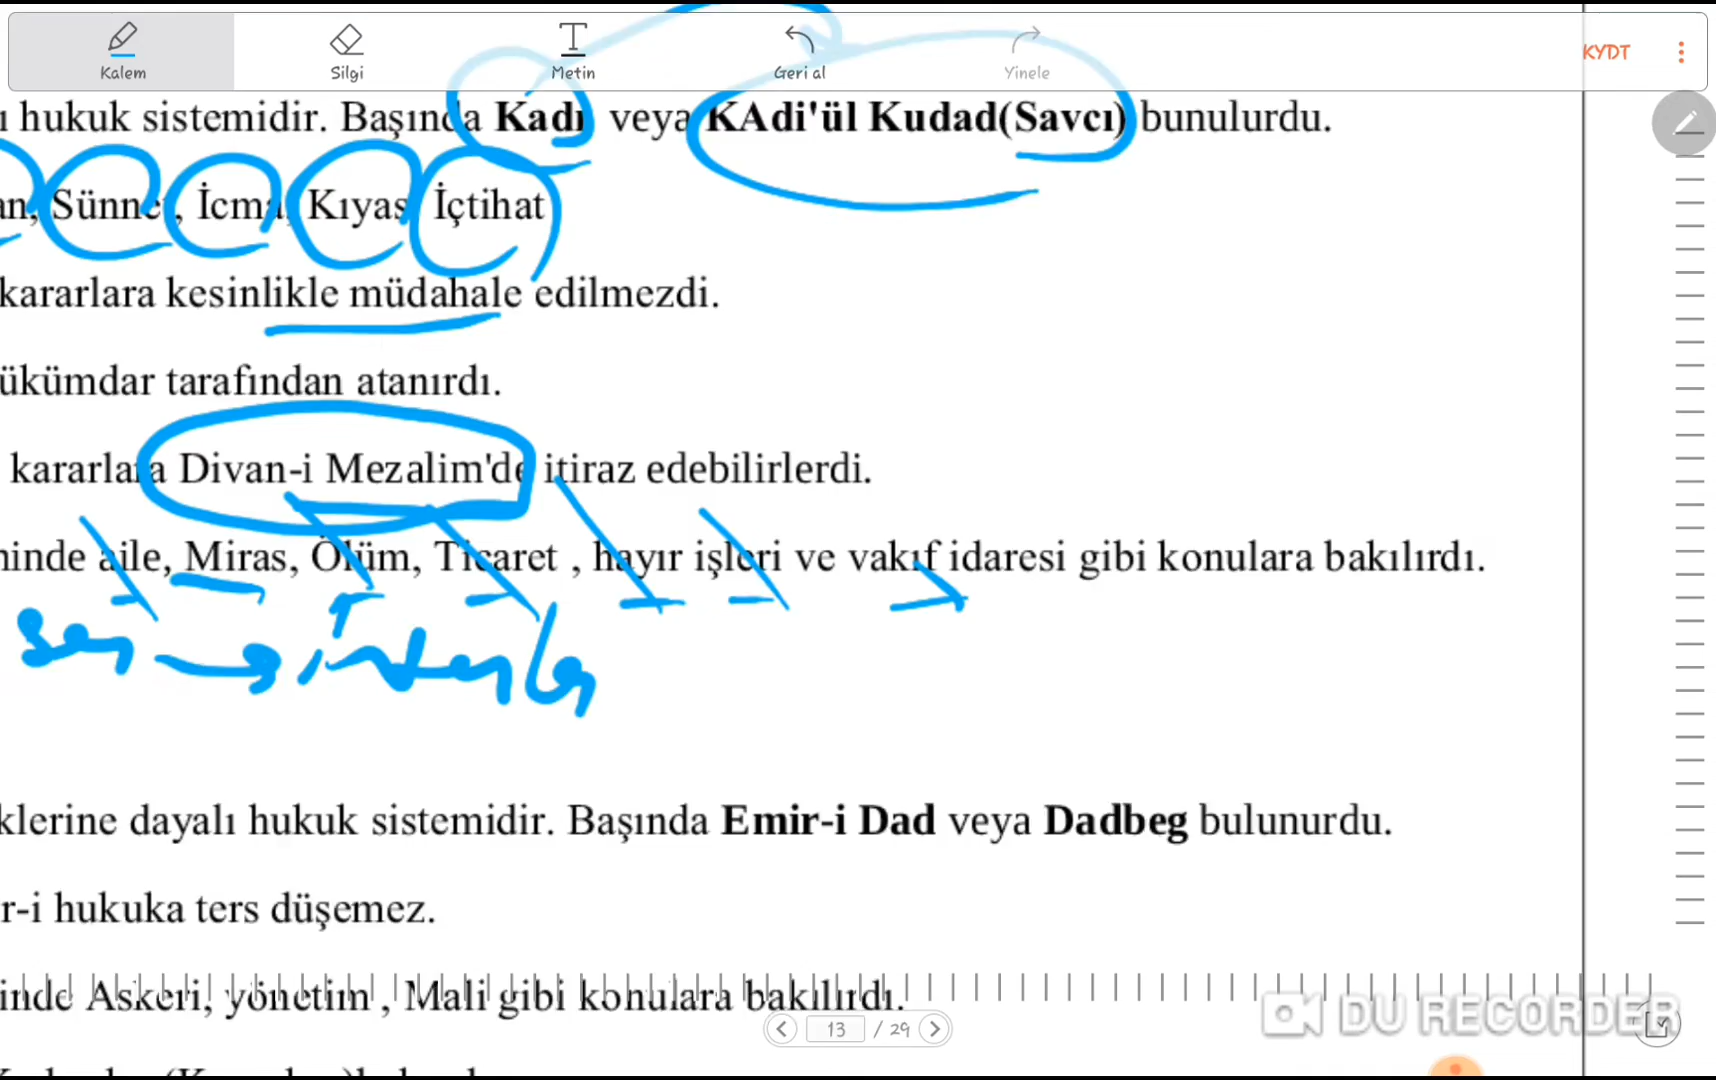 Kalem
Silgi
Metin
Geri al
Yinele
KYDT
ı hukuk sistemidir. Başında Kadı veya KAdi'ül Kudad(Savcı) bunulurdu.
an, Sünnet, İcma, Kıyas, İçtihat
kararlara kesinlikle müdahale edilmezdi.
ükümdar tarafından atanırdı.
kararlara Divan-i Mezalim'de itiraz edebilirlerdi.
inde aile, Miras, Ölüm, Ticaret , hayır işleri ve vakıf idaresi gibi konulara bakılırdı.
klerine dayalı hukuk sistemidir. Başında Emir-i Dad veya Dadbeg bulunurdu.
r-i hukuka ters düşemez.
inde Askeri, yönetim , Mali gibi konulara bakılırdı.
13 / 29
DU RECORDER